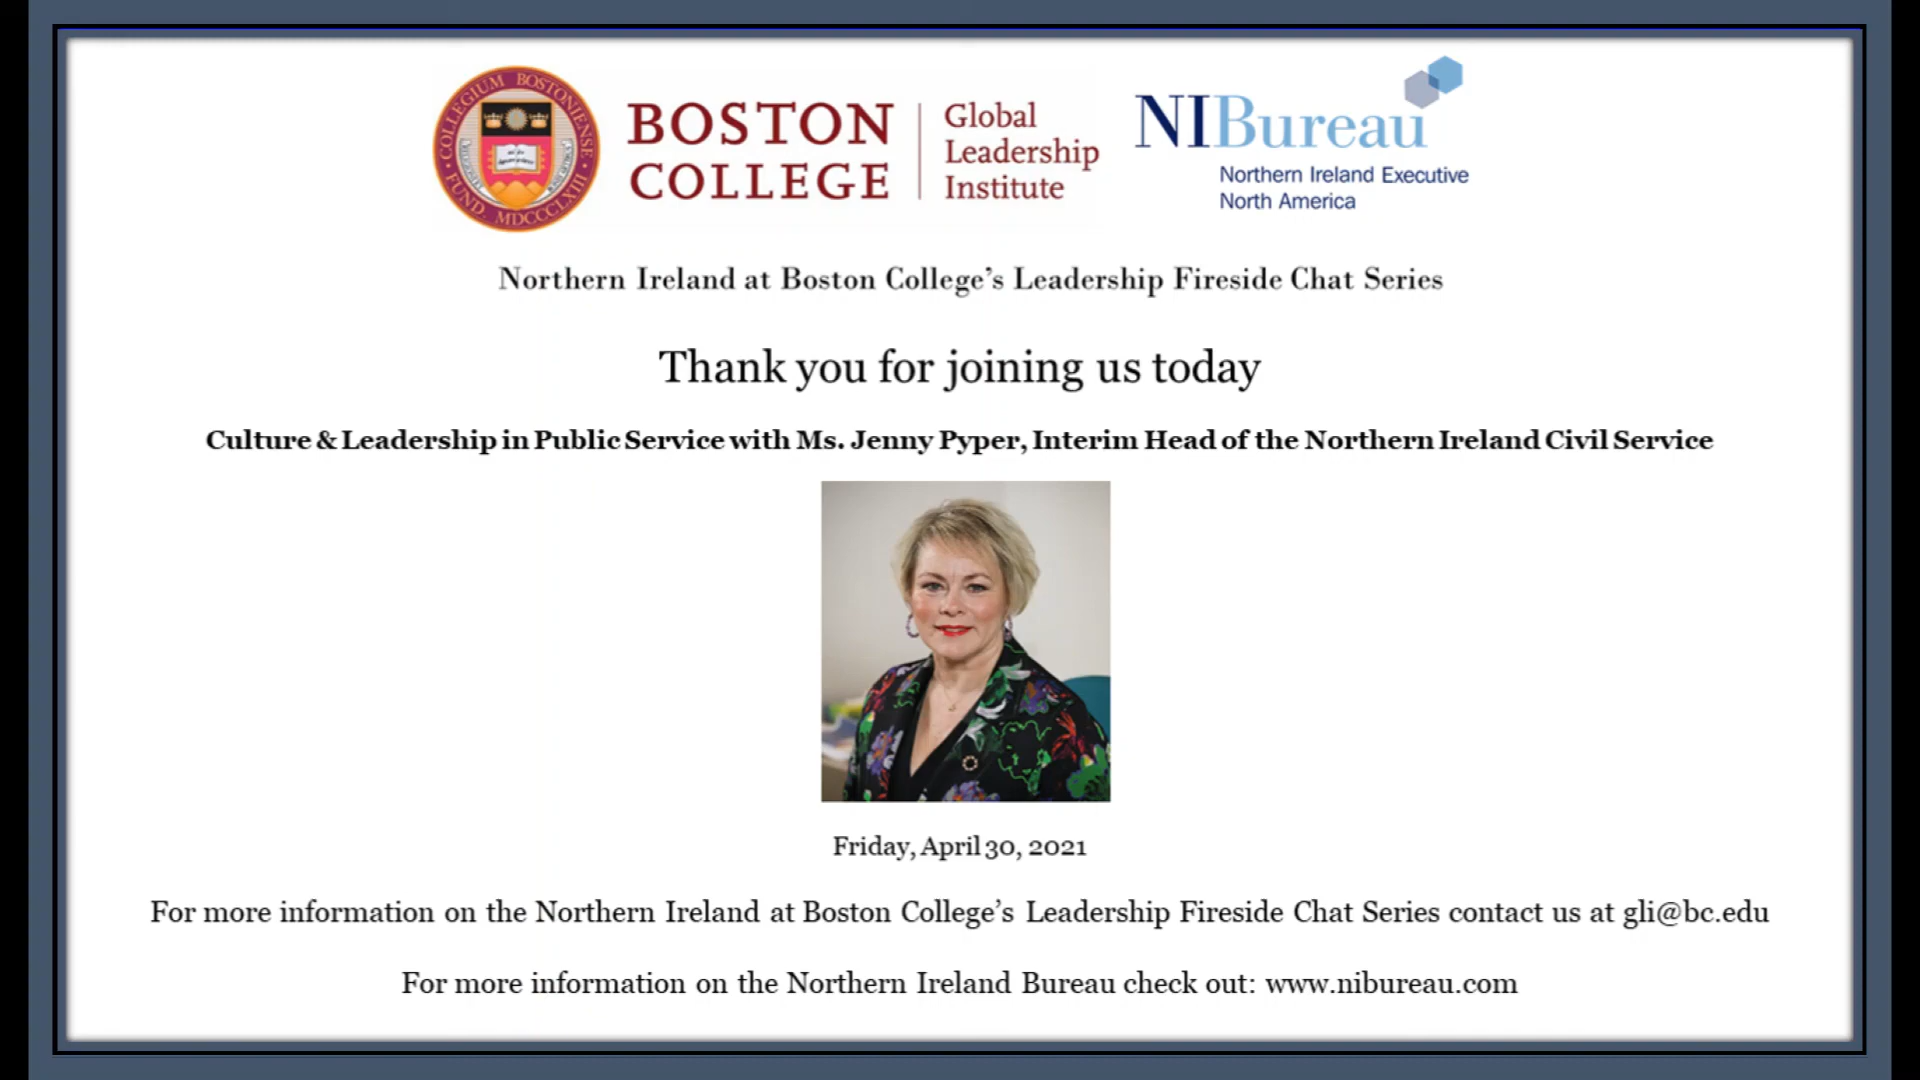 COLLEGIUM BOSTONIENSE
FUND. MDCCCLXIII
BOSTON
COLLEGE
Global
Leadership
Institute
NIBureau
Northern Ireland Executive
North America
Northern Ireland at Boston College’s Leadership Fireside Chat Series
Thank you for joining us today
Culture & Leadership in Public Service with Ms. Jenny Pyper, Interim Head of the Northern Ireland Civil Service
Friday, April 30, 2021
For more information on the Northern Ireland at Boston College’s Leadership Fireside Chat Series contact us at gli@bc.edu
For more information on the Northern Ireland Bureau check out: www.nibureau.com